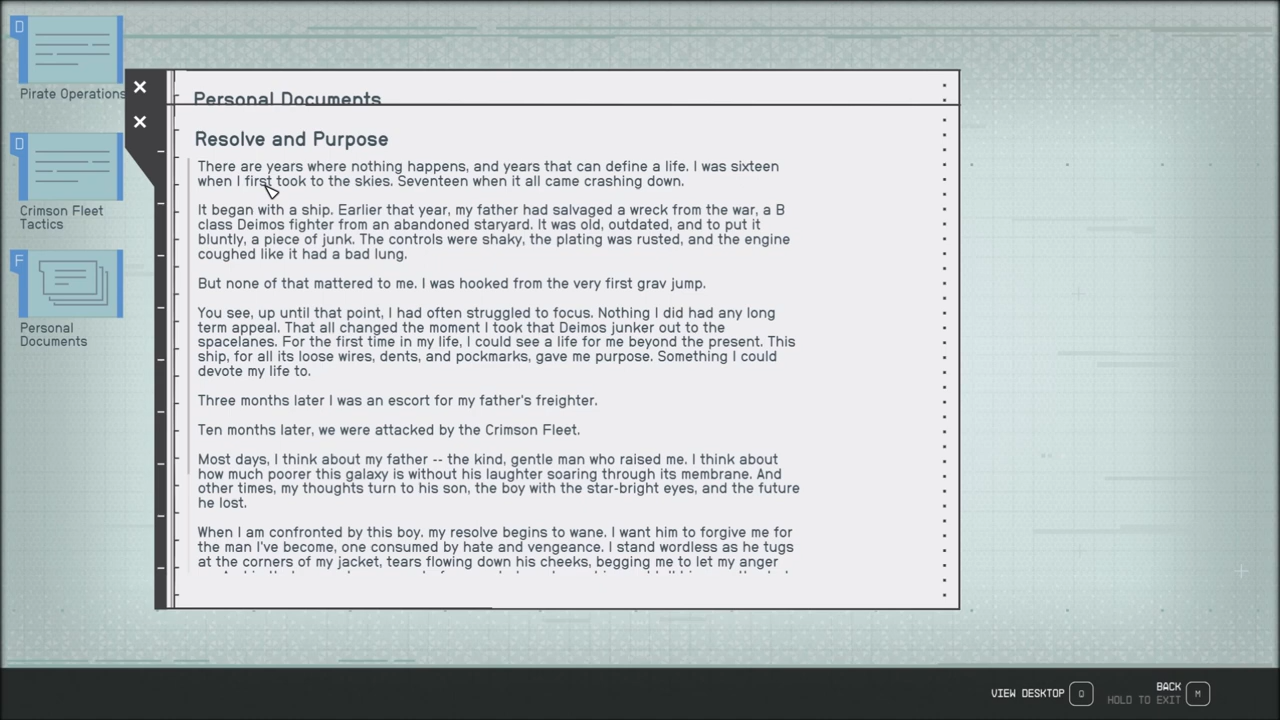 D
Pirate Operations
D
Crimson Fleet
Tactics
F
Personal
Documents
Personal Documents
Resolve and Purpose
There are years where nothing happens, and years that can define a life. I was sixteen
when I first took to the skies. Seventeen when it all came crashing down.
It began with a ship. Earlier that year, my father had salvaged a wreck from the war, a B
class Deimos fighter from an abandoned staryard. It was old, outdated, and to put it
bluntly, a piece of junk. The controls were shaky, the plating was rusted, and the engine
coughed like it had a bad lung.
But none of that mattered to me. I was hooked from the very first grav jump.
You see, up until that point, I had often struggled to focus. Nothing I did had any long
term appeal. That all changed the moment I took that Deimos junker out to the
spacelanes. For the first time in my life, I could see a life for me beyond the present. This
ship, for all its loose wires, dents, and pockmarks, gave me purpose. Something I could
devote my life to.
Three months later I was an escort for my father's freighter.
Ten months later, we were attacked by the Crimson Fleet.
Most days, I think about my father -- the kind, gentle man who raised me. I think about
how much poorer this galaxy is without his laughter soaring through its membrane. And
other times, my thoughts turn to his son, the boy with the star-bright eyes, and the future
he lost.
When I am confronted by this boy, my resolve begins to wane. I want him to forgive me for
the man I've become, one consumed by hate and vengeance. I stand wordless as he tugs
at the corners of my jacket, tears flowing down his cheeks, begging me to let my anger
VIEW DESKTOP Q
BACK
HOLD TO EXIT M